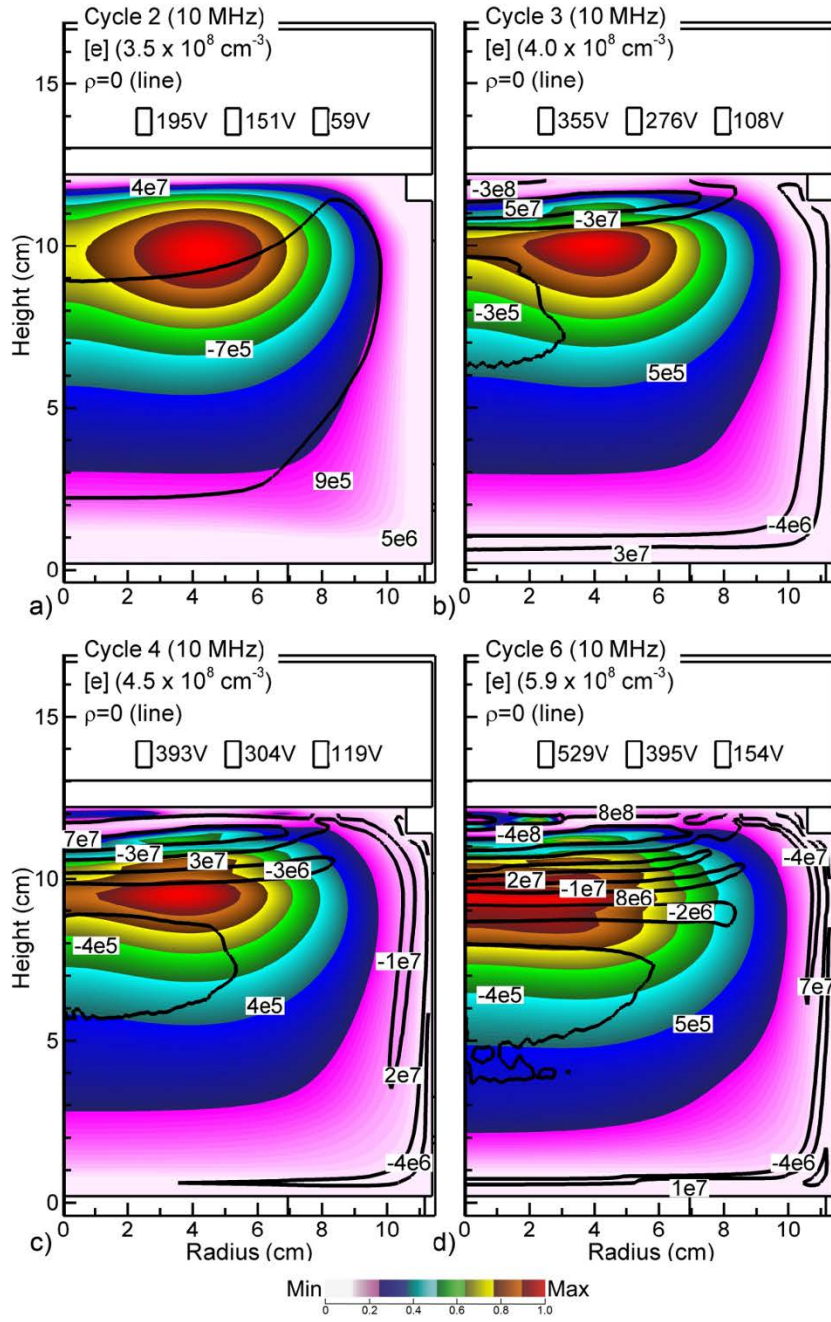 Cycle 2 (10 MHz)
[e] (3.5 x 10⁸ cm⁻³)
ρ=0 (line)
195V 151V 59V
4e7
-7e5
9e5
5e6
15
10
5
0
Height (cm)
0 2 4 6 8 10
a)
Cycle 3 (10 MHz)
[e] (4.0 x 10⁸ cm⁻³)
ρ=0 (line)
355V 276V 108V
-3e8
5e7
-3e7
-3e5
5e5
-4e6
3e7
0 2 4 6 8 10
b)
Cycle 4 (10 MHz)
[e] (4.5 x 10⁸ cm⁻³)
ρ=0 (line)
393V 304V 119V
7e7
-3e7 3e7
-3e6
-4e5
4e5
-1e7
2e7
-4e6
15
10
5
0
Height (cm)
0 2 4 6 8 10
Radius (cm)
c)
Cycle 6 (10 MHz)
[e] (5.9 x 10⁸ cm⁻³)
ρ=0 (line)
529V 395V 154V
8e8
-4e8
-4e7
2e7 -1e7 8e6
-2e6
7e7
-4e5
5e5
-4e6
1e7
0 2 4 6 8 10
Radius (cm)
d)
Min Max
0 0.2 0.4 0.6 0.8 1.0